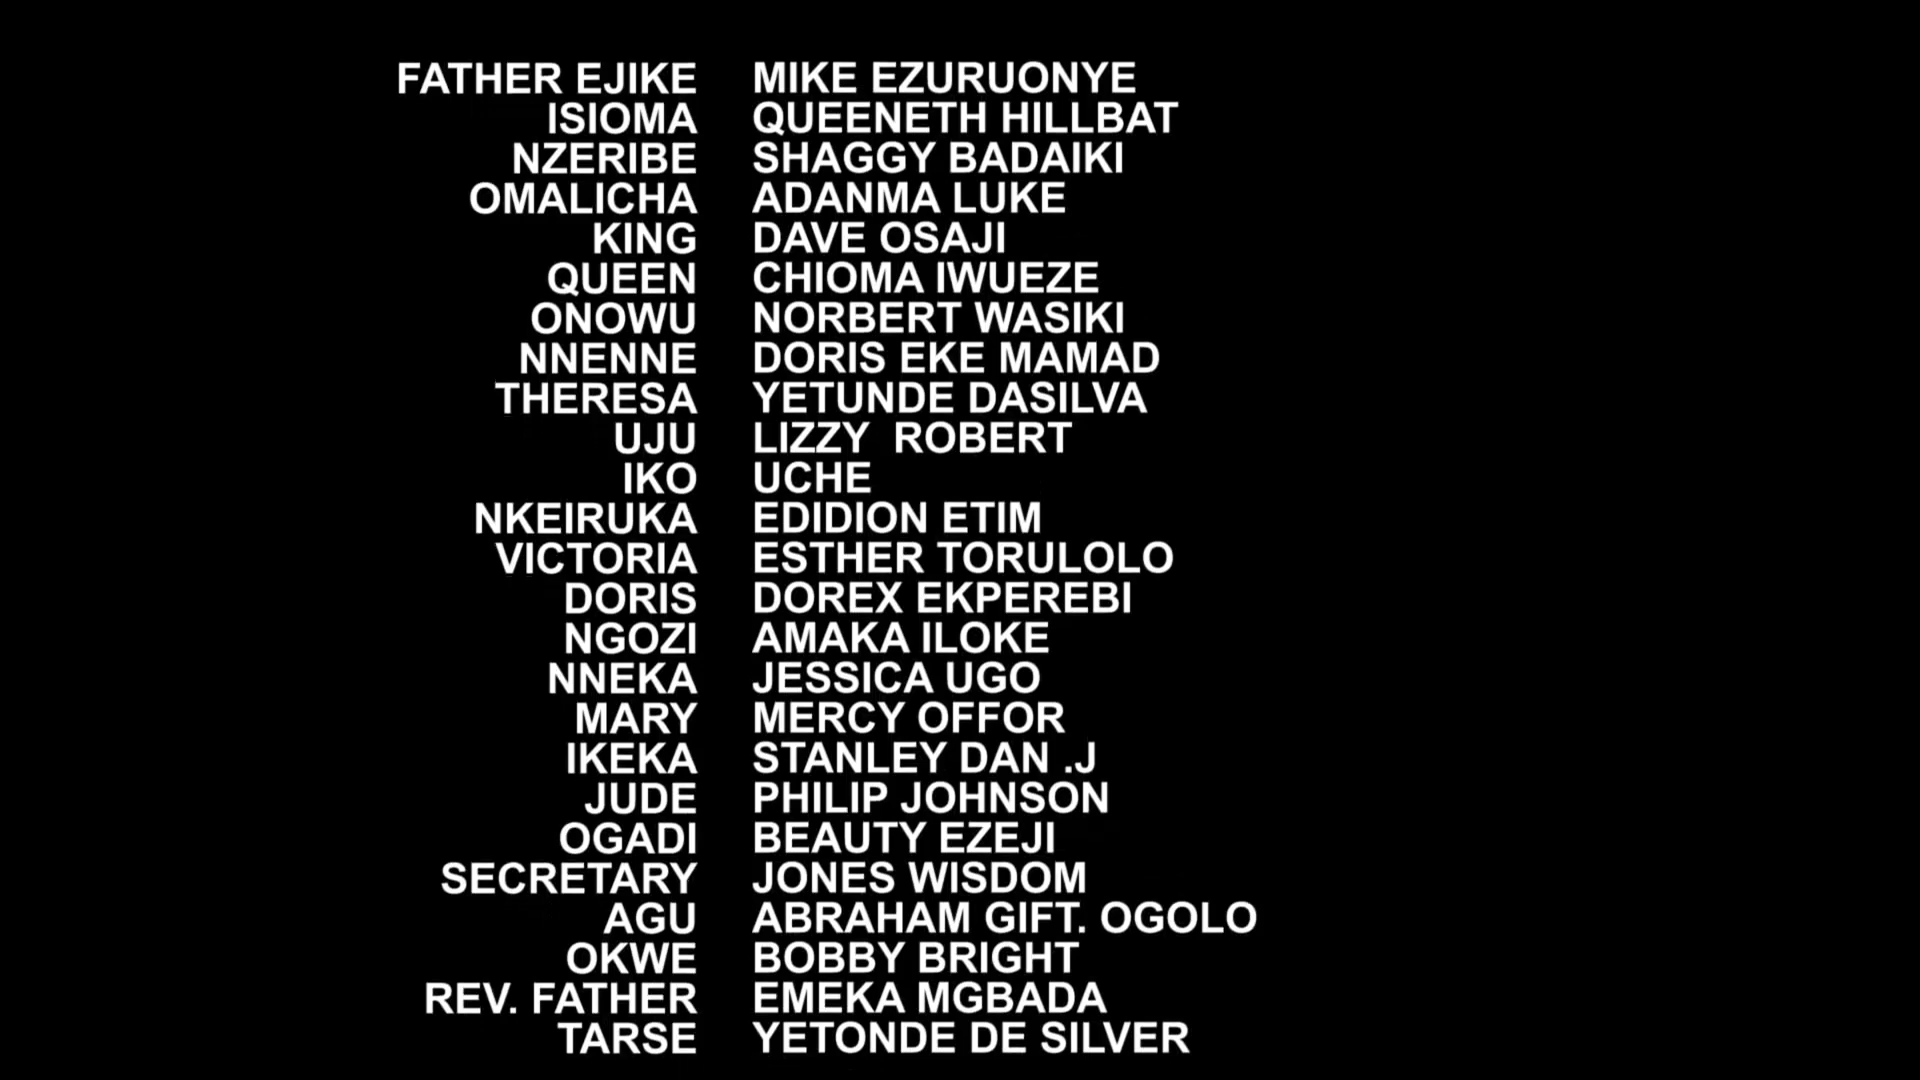 FATHER EJIKE MIKE EZURUONYE
ISIOMA QUEENETH HILLBAT
NZERIBE SHAGGY BADAIKI
OMALICHA ADANMA LUKE
KING DAVE OSAJI
QUEEN CHIOMA IWUEZE
ONOWU NORBERT WASIKI
NNENNE DORIS EKE MAMAD
THERESA YETUNDE DASILVA
UJU LIZZY  ROBERT
IKO UCHE
NKEIRUKA EDIDION ETIM
VICTORIA ESTHER TORULOLO
DORIS DOREX EKPEREBI
NGOZI AMAKA ILOKE
NNEKA JESSICA UGO
MARY MERCY OFFOR
IKEKA STANLEY DAN .J
JUDE PHILIP JOHNSON
OGADI BEAUTY EZEJI
SECRETARY JONES WISDOM
AGU ABRAHAM GIFT. OGOLO
OKWE BOBBY BRIGHT
REV. FATHER EMEKA MGBADA
TARSE YETONDE DE SILVER